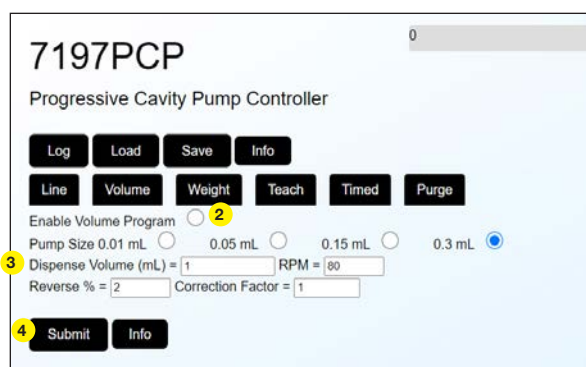 0
7197PCP
Progressive Cavity Pump Controller
Log Load Save Info
Line Volume Weight Teach Timed Purge
Enable Volume Program 2
Pump Size 0.01 mL 0.05 mL 0.15 mL 0.3 mL
3 Dispense Volume (mL) = 1 RPM = 80
Reverse % = 2 Correction Factor = 1
4 Submit Info